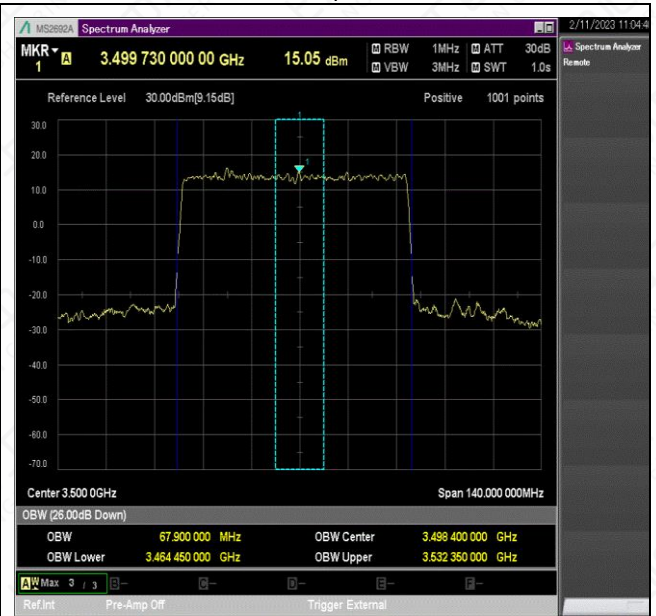 MS2692A Spectrum Analyzer
2/11/2023 11:04:4
MKR A 3.499 730 000 00 GHz 15.05 dBm M RBW 1MHz M ATT 30dB
1 M VBW 3MHz M SWT 1.0s
Spectrum Analyzer
Remote
Reference Level 30.00dBm[9.15dB] Positive 1001 points
1
30.0
20.0
1
10.0
0.0
-10.0
-20.0
-30.0
-40.0
-50.0
-60.0
-70.0
Center 3.500 0GHz Span 140.000 000MHz
OBW (26.00dB Down)
OBW 67.900 000 MHz OBW Center 3.498 400 000 GHz
OBW Lower 3.464 450 000 GHz OBW Upper 3.532 350 000 GHz
A W Max 3 / 3 B- C- D- E- F-
Ref.Int Pre-Amp Off Trigger External